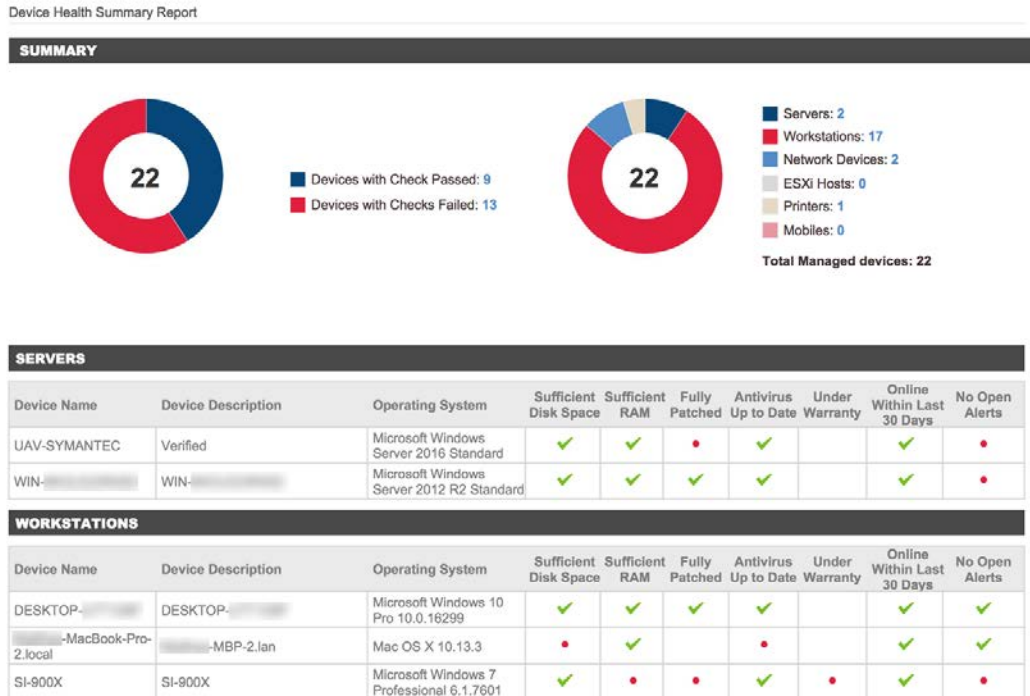 Device Health Summary Report
SUMMARY
22
Devices with Check Passed: 9
Devices with Checks Failed: 13
22
Servers: 2
Workstations: 17
Network Devices: 2
ESXi Hosts: 0
Printers: 1
Mobiles: 0
Total Managed devices: 22
SERVERS
Device Name Device Description Operating System Sufficient Disk Space Sufficient RAM Fully Patched Antivirus Up to Date Under Warranty Online Within Last 30 Days No Open Alerts
UAV-SYMANTEC Verified Microsoft Windows Server 2016 Standard
WIN- WIN- Microsoft Windows Server 2012 R2 Standard
WORKSTATIONS
Device Name Device Description Operating System Sufficient Disk Space Sufficient RAM Fully Patched Antivirus Up to Date Under Warranty Online Within Last 30 Days No Open Alerts
DESKTOP- DESKTOP- Microsoft Windows 10 Pro 10.0.16299
-MacBook-Pro-2.local -MBP-2.lan Mac OS X 10.13.3
SI-900X SI-900X Microsoft Windows 7 Professional 6.1.7601